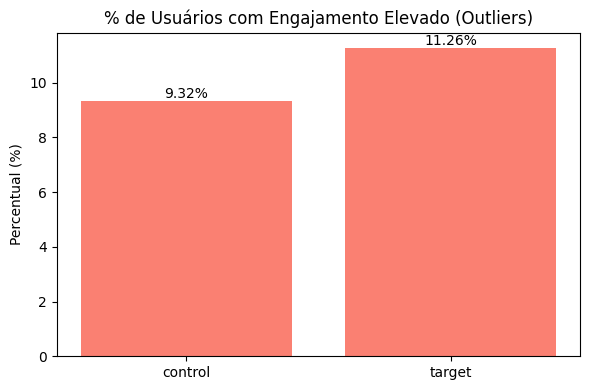 % de Usuários com Engajamento Elevado (Outliers)
Percentual (%)
10
8
6
4
2
0
9.32%
11.26%
control
target